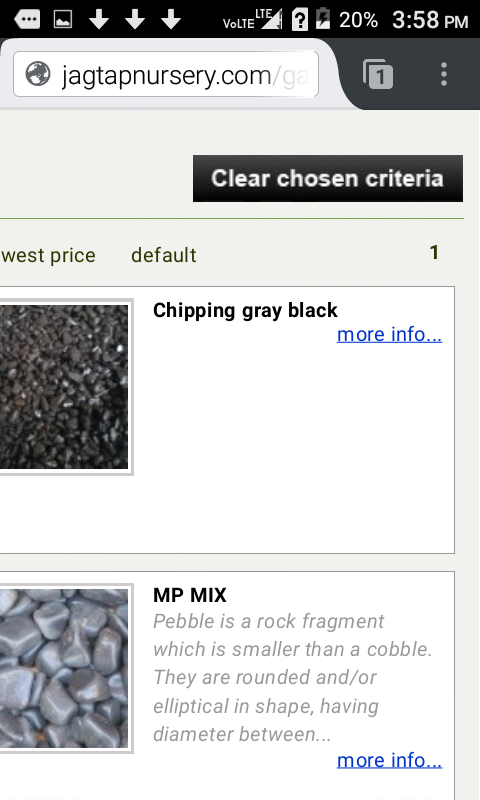 VoLTE LTE 20% 3:58 PM
jagtapnursery.com/ga
1
Clear chosen criteria
west price default 1
Chipping gray black
more info...
MP MIX
Pebble is a rock fragment
which is smaller than a cobble.
They are rounded and/or
elliptical in shape, having
diameter between...
more info...